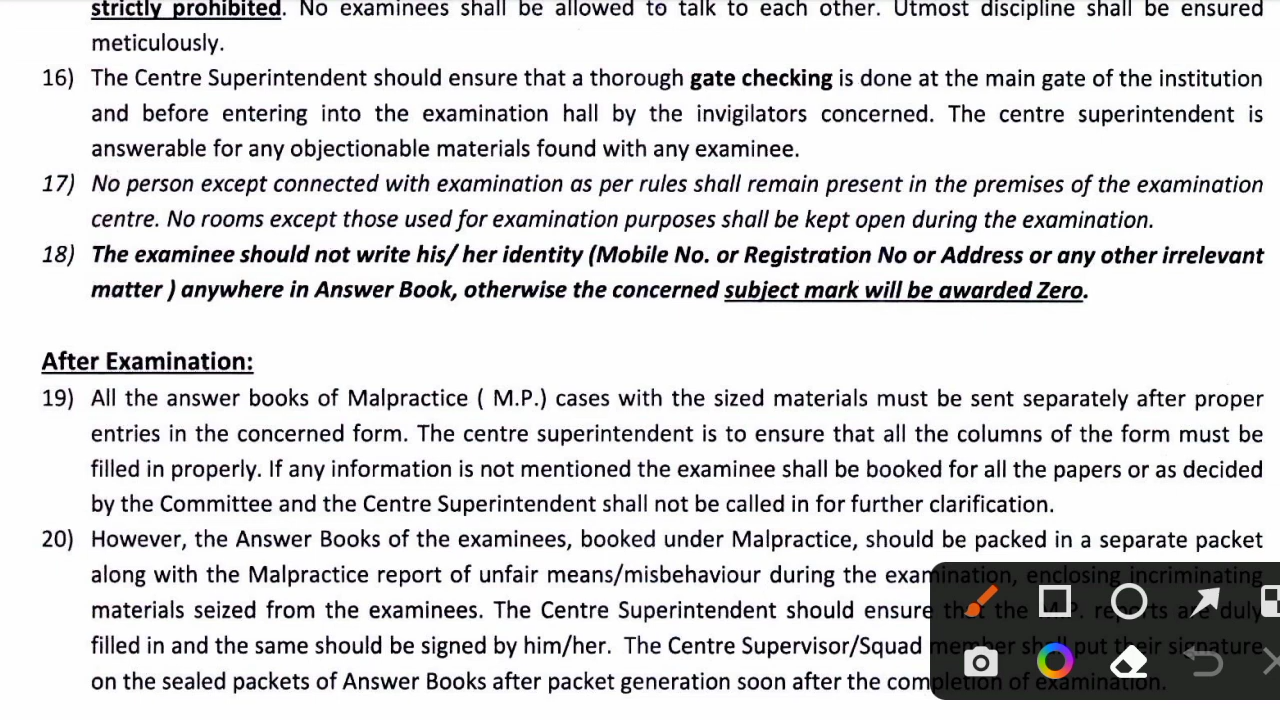 strictly prohibited. No examinees shall be allowed to talk to each other. Utmost discipline shall be ensured
meticulously.
16) The Centre Superintendent should ensure that a thorough gate checking is done at the main gate of the institution
and before entering into the examination hall by the invigilators concerned. The centre superintendent is
answerable for any objectionable materials found with any examinee.
17) No person except connected with examination as per rules shall remain present in the premises of the examination
centre. No rooms except those used for examination purposes shall be kept open during the examination.
18) The examinee should not write his/ her identity (Mobile No. or Registration No or Address or any other irrelevant
matter ) anywhere in Answer Book, otherwise the concerned subject mark will be awarded Zero.
After Examination:
19) All the answer books of Malpractice ( M.P.) cases with the sized materials must be sent separately after proper
entries in the concerned form. The centre superintendent is to ensure that all the columns of the form must be
filled in properly. If any information is not mentioned the examinee shall be booked for all the papers or as decided
by the Committee and the Centre Superintendent shall not be called in for further clarification.
20) However, the Answer Books of the examinees, booked under Malpractice, should be packed in a separate packet
along with the Malpractice report of unfair means/misbehaviour during the examination, enclosing incriminating
materials seized from the examinees. The Centre Superintendent should ensure that the M.P. reports are duly
filled in and the same should be signed by him/her. The Centre Supervisor/Squad member shall put their signature
on the sealed packets of Answer Books after packet generation soon after the completion of examination.